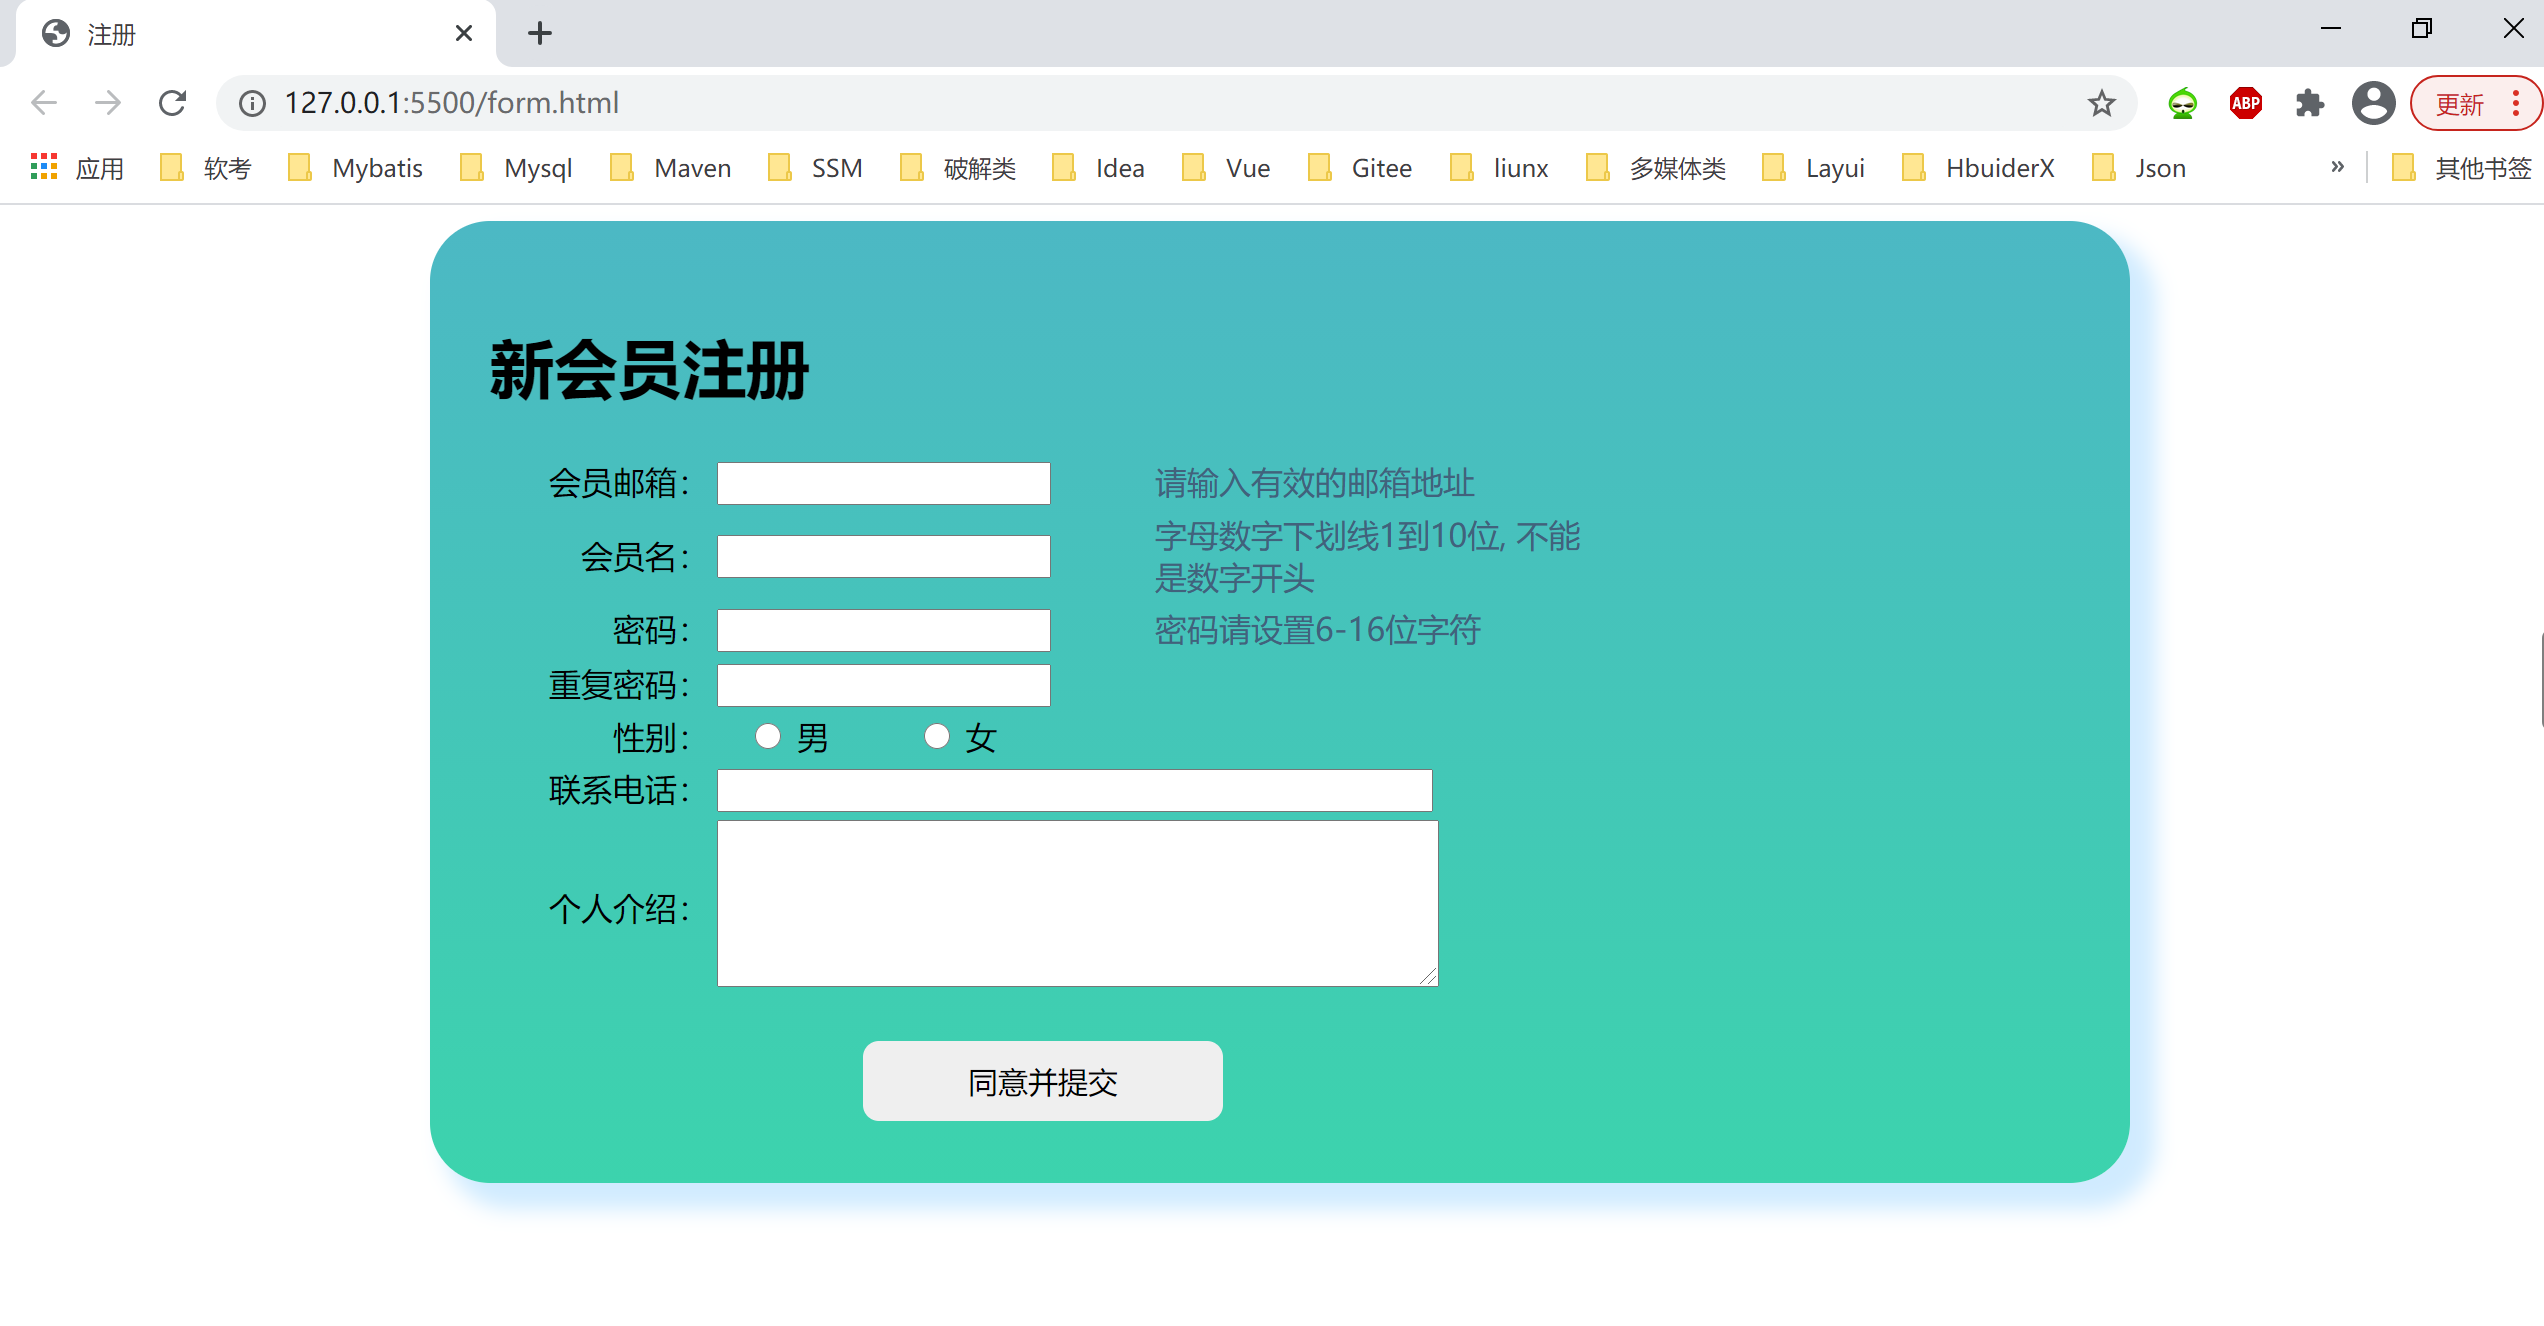 注册
127.0.0.1:5500/form.html
ABP
更新
应用 软考 Mybatis Mysql Maven SSM 破解类 Idea Vue Gitee liunx 多媒体类 Layui HbuiderX Json » 其他书签
新会员注册
会员邮箱： 请输入有效的邮箱地址
会员名： 字母数字下划线1到10位, 不能
是数字开头
密码： 密码请设置6-16位字符
重复密码：
性别： 男 女
联系电话：
个人介绍：
同意并提交